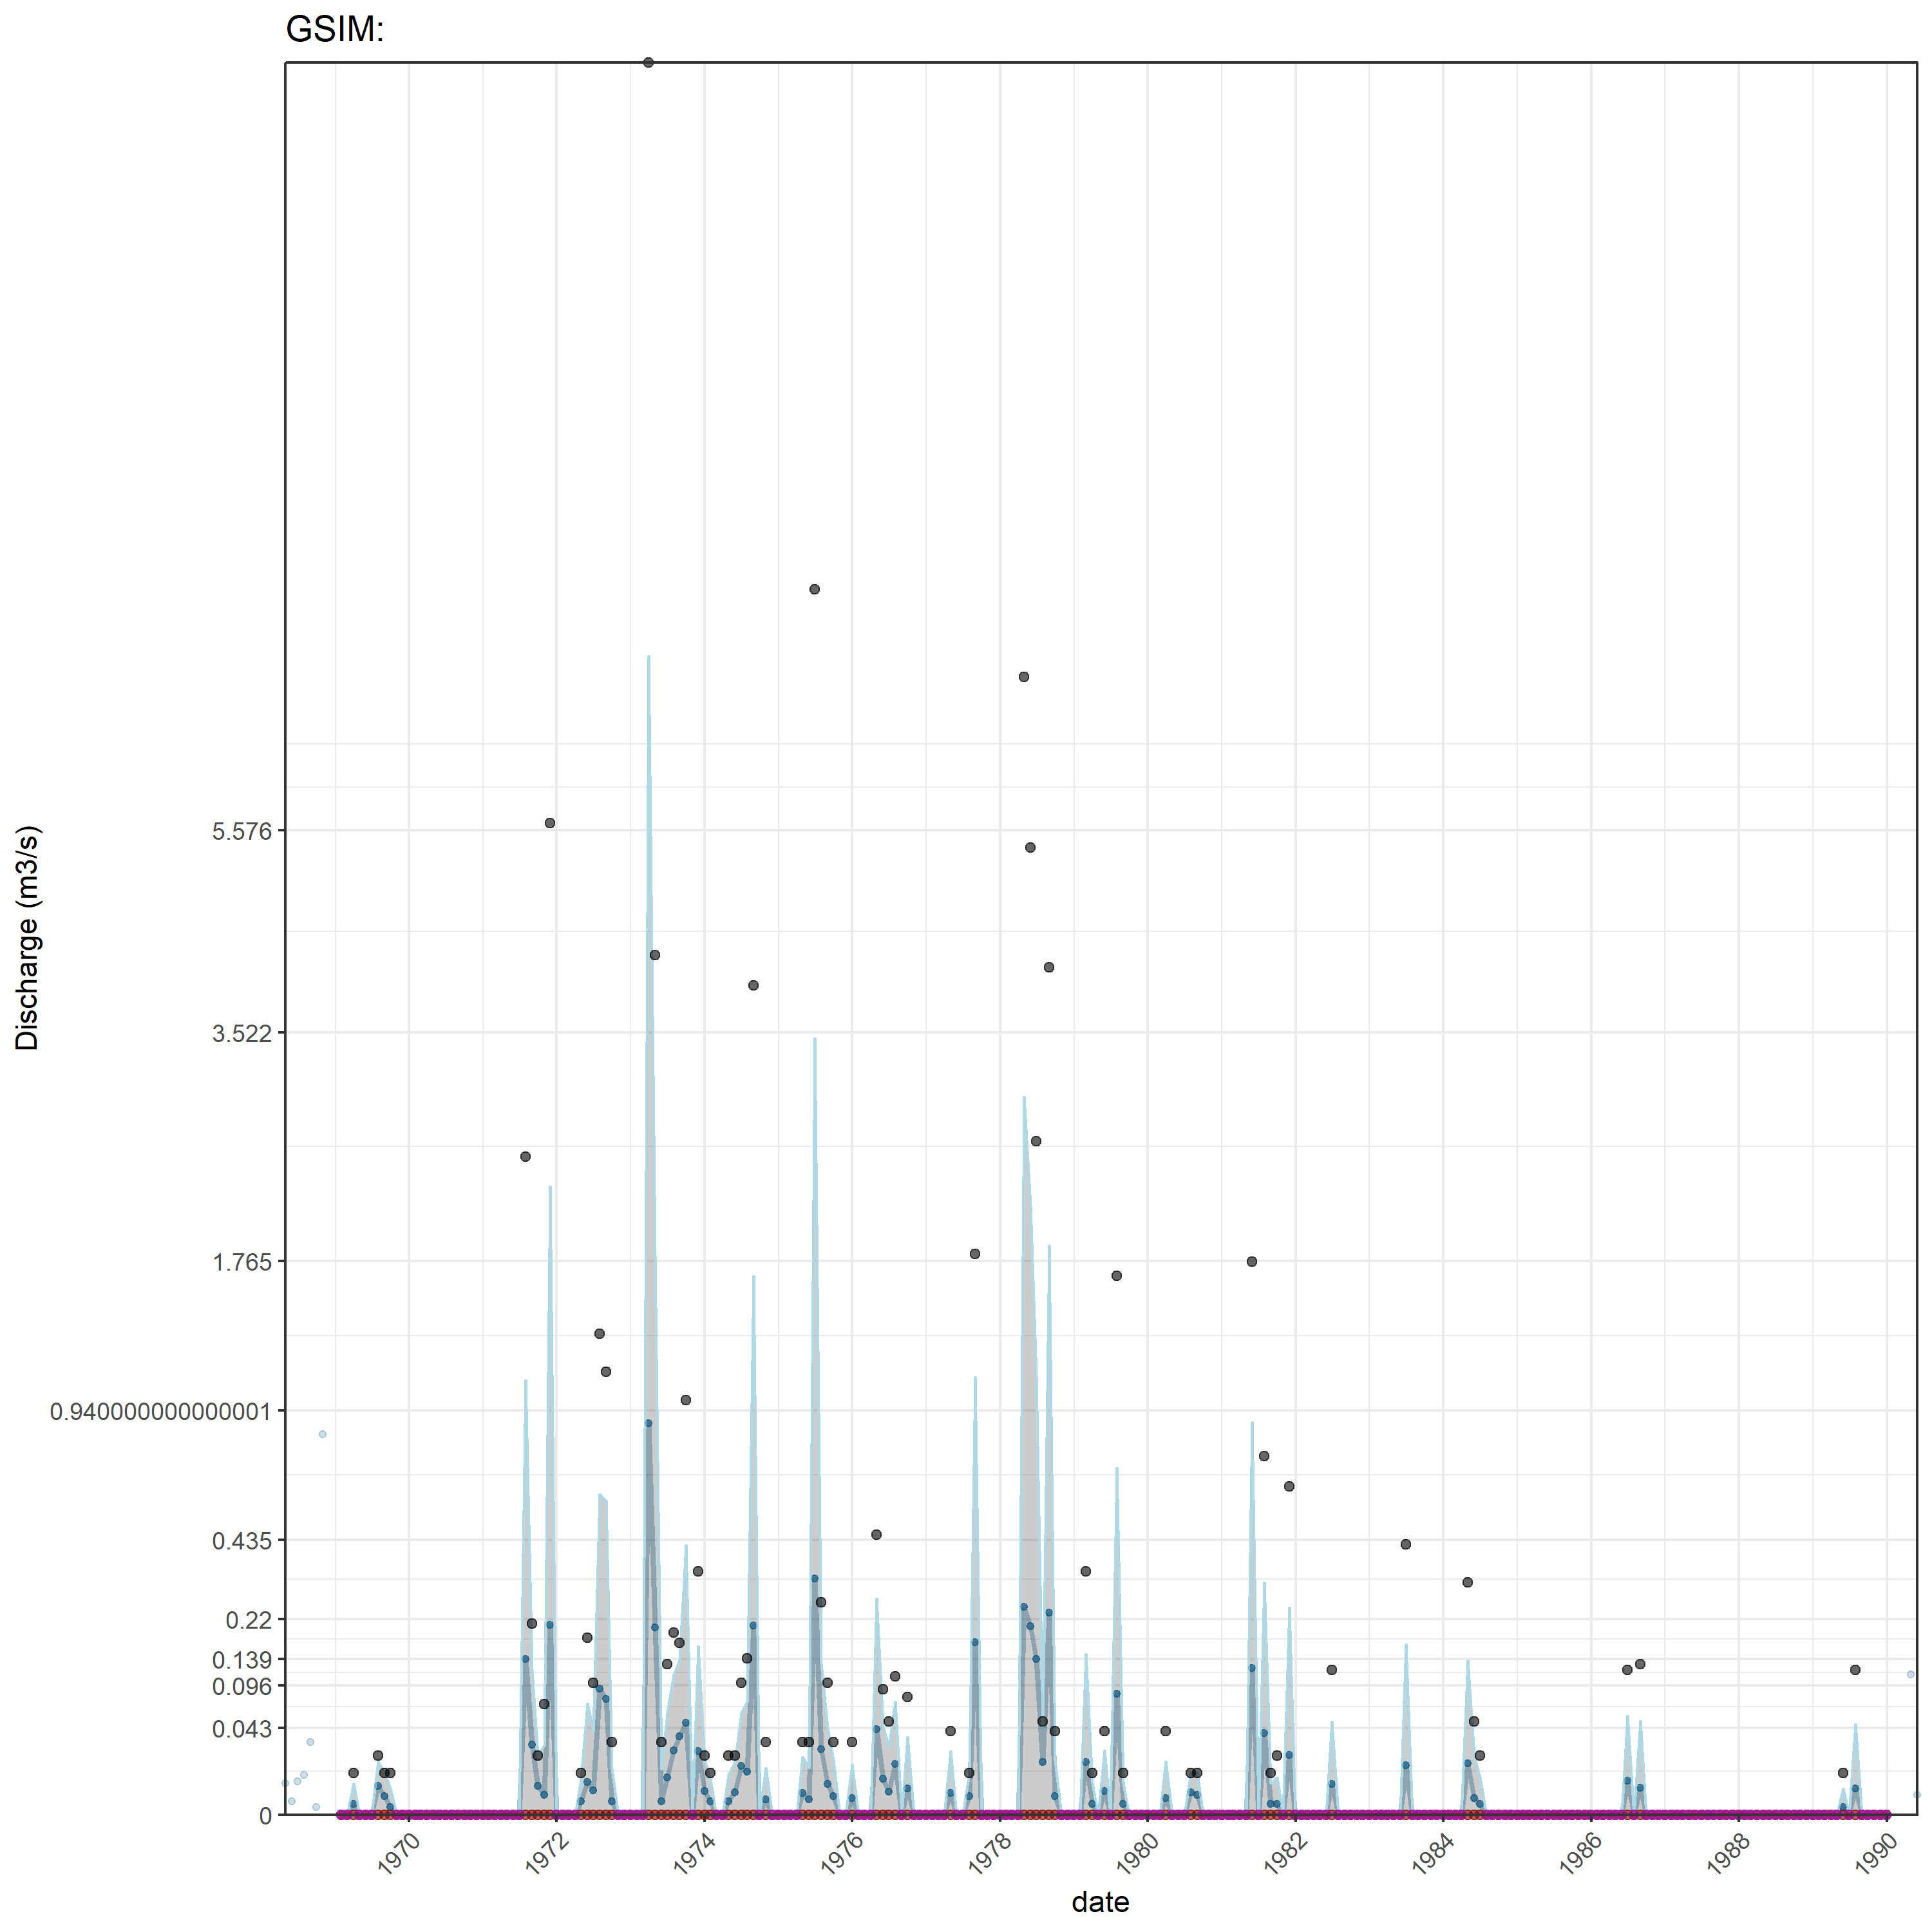 GSIM:
Discharge (m3/s)
5.576
3.522
1.765
0.940000000000001
0.435
0.22
0.139
0.096
0.043
0
1970 1972 1974 1976 1978 1980 1982 1984 1986 1988 1990
date